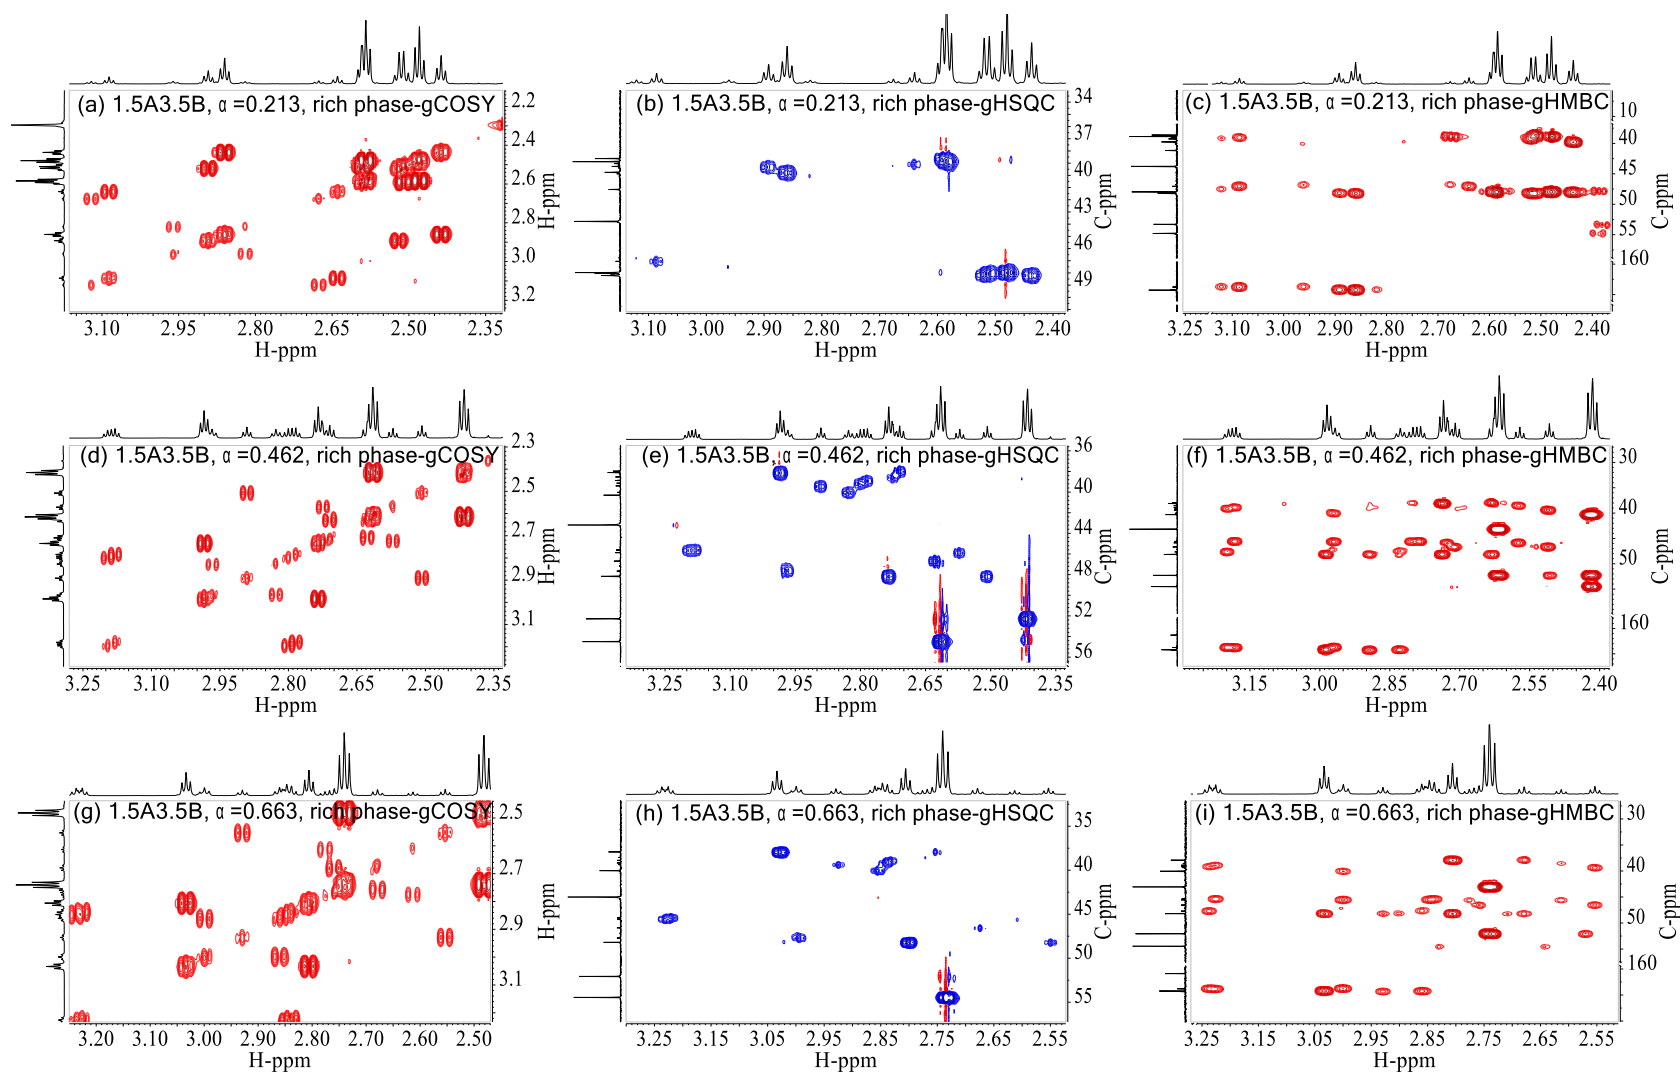 (a) 1.5A3.5B, α=0.213, rich phase-gCOSY
2.2
2.4
2.6
2.8
3.0
3.2
H-ppm
3.10 2.95 2.80 2.65 2.50 2.35
H-ppm
(b) 1.5A3.5B, α=0.213, rich phase-gHSQC
34
37
40
43
46
49
C-ppm
3.10 3.00 2.90 2.80 2.70 2.60 2.50 2.40
H-ppm
(c) 1.5A3.5B, α=0.213, rich phase-gHMBC
10
40
45
50
55
160
C-ppm
3.25 3.10 3.00 2.90 2.80 2.70 2.60 2.50 2.40
H-ppm
(d) 1.5A3.5B, α=0.462, rich phase-gCOSY
2.3
2.5
2.7
2.9
3.1
H-ppm
3.25 3.10 2.95 2.80 2.65 2.50 2.35
H-ppm
(e) 1.5A3.5B, α=0.462, rich phase-gHSQC
36
40
44
48
52
56
C-ppm
3.25 3.10 2.95 2.80 2.65 2.50 2.35
H-ppm
(f) 1.5A3.5B, α=0.462, rich phase-gHMBC
30
40
50
160
C-ppm
3.15 3.00 2.85 2.70 2.55 2.40
H-ppm
(g) 1.5A3.5B, α=0.663, rich phase-gCOSY
2.5
2.7
2.9
3.1
H-ppm
3.20 3.00 2.80 2.60
H-ppm
(h) 1.5A3.5B, α=0.663, rich phase-gHSQC
35
40
45
50
55
C-ppm
3.25 3.15 3.05 2.95 2.85 2.75 2.65 2.55
H-ppm
(i) 1.5A3.5B, α=0.663, rich phase-gHMBC
30
40
50
160
C-ppm
3.25 3.15 3.05 2.95 2.85 2.75 2.65 2.55
H-ppm